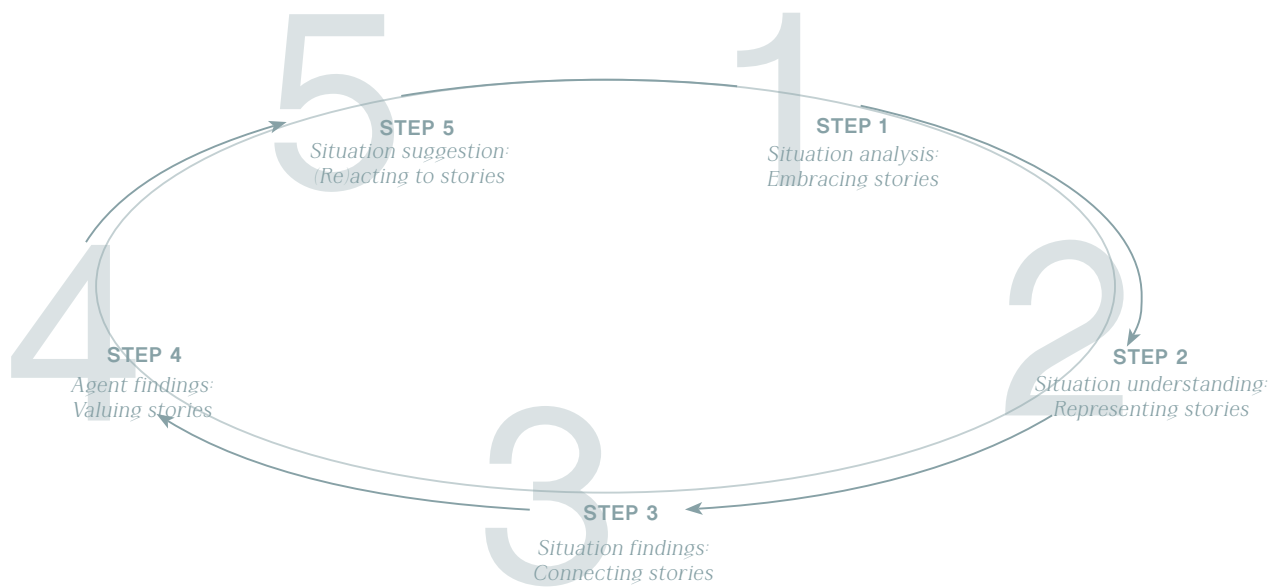 1
STEP 1
Situation analysis:
Embracing stories
2
STEP 2
Situation understanding:
Representing stories
3
STEP 3
Situation findings:
Connecting stories
4
STEP 4
Agent findings:
Valuing stories
5
STEP 5
Situation suggestion:
(Re)acting to stories